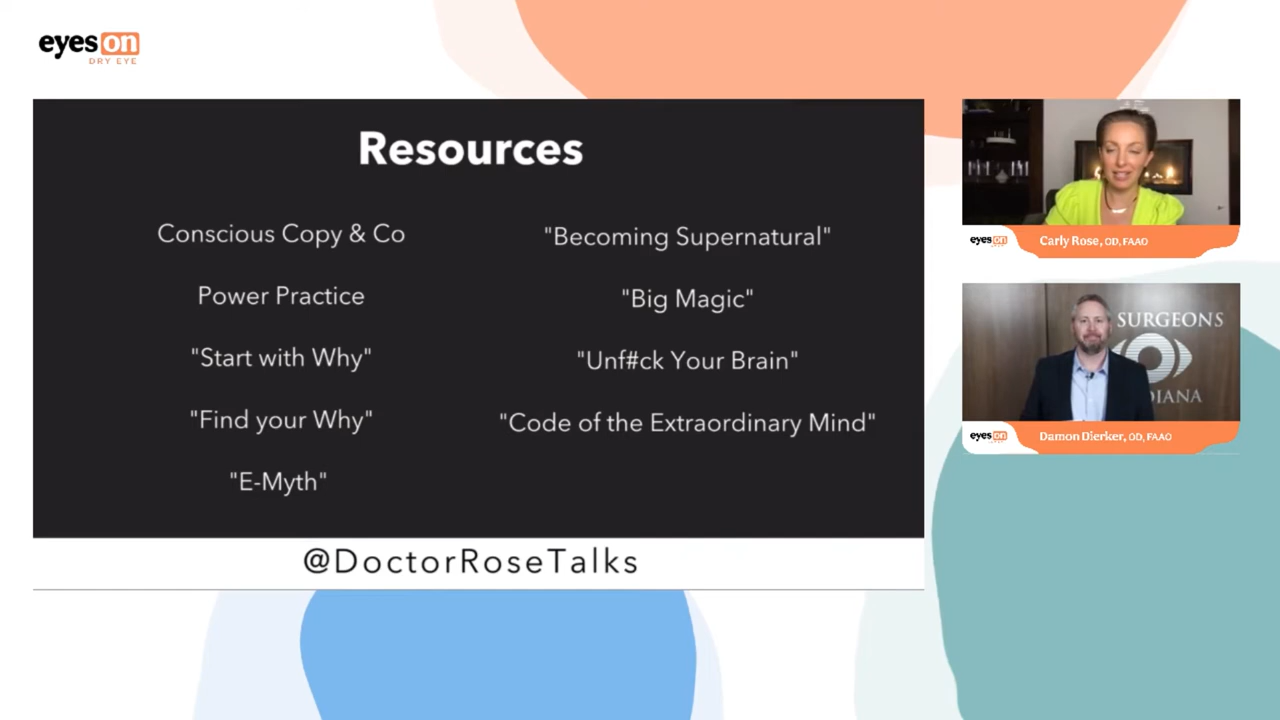 eyes on
DRY EYE
Resources
Conscious Copy & Co
Power Practice
"Start with Why"
"Find your Why"
"E-Myth"
"Becoming Supernatural"
"Big Magic"
"Unf#ck Your Brain"
"Code of the Extraordinary Mind"
@DoctorRoseTalks
eyes on
Carly Rose, OD, FAAO
SURGEONS
DIANA
eyes on
Damon Dierker, OD, FAAO